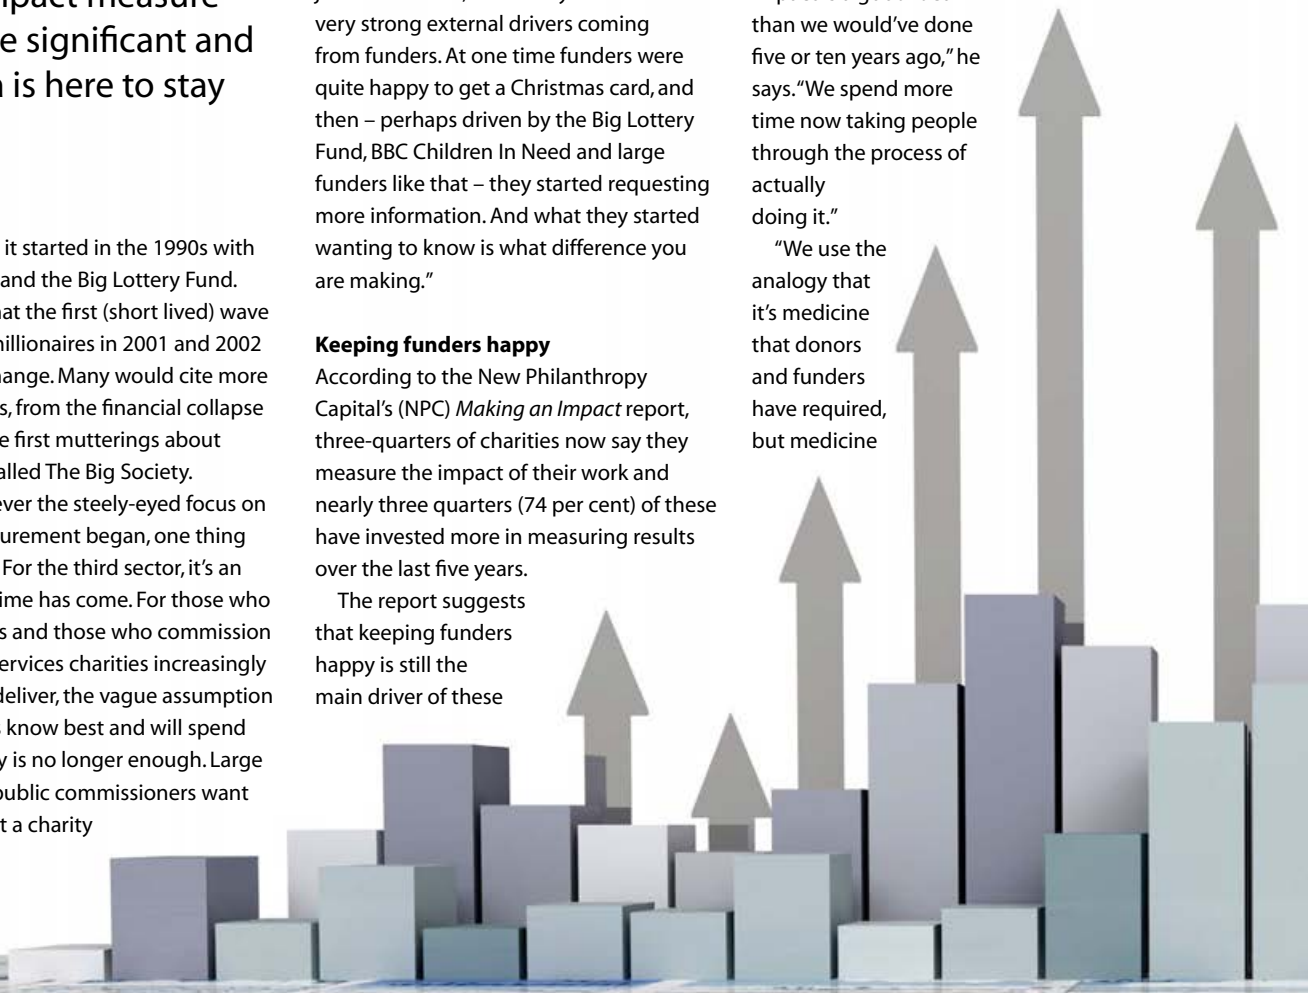 pact measure
e significant and
is here to stay
it started in the 1990s with
and the Big Lottery Fund.
at the first (short lived) wave
illionaires in 2001 and 2002
ange. Many would cite more
s, from the financial collapse
e first mutterings about
alled The Big Society.
ever the steely-eyed focus on
urement began, one thing
For the third sector, it's an
ime has come. For those who
s and those who commission
ervices charities increasingly
deliver, the vague assumption
s know best and will spend
y is no longer enough. Large
public commissioners want
t a charity
very strong external drivers coming
from funders. At one time funders were
quite happy to get a Christmas card, and
then – perhaps driven by the Big Lottery
Fund, BBC Children In Need and large
funders like that – they started requesting
more information. And what they started
wanting to know is what difference you
are making.”
Keeping funders happy
According to the New Philanthropy
Capital’s (NPC) Making an Impact report,
three-quarters of charities now say they
measure the impact of their work and
nearly three quarters (74 per cent) of these
have invested more in measuring results
over the last five years.
The report suggests
that keeping funders
happy is still the
main driver of these
than we would’ve done
five or ten years ago,” he
says. “We spend more
time now taking people
through the process of
actually
doing it.”
“We use the
analogy that
it’s medicine
that donors
and funders
have required,
but medicine